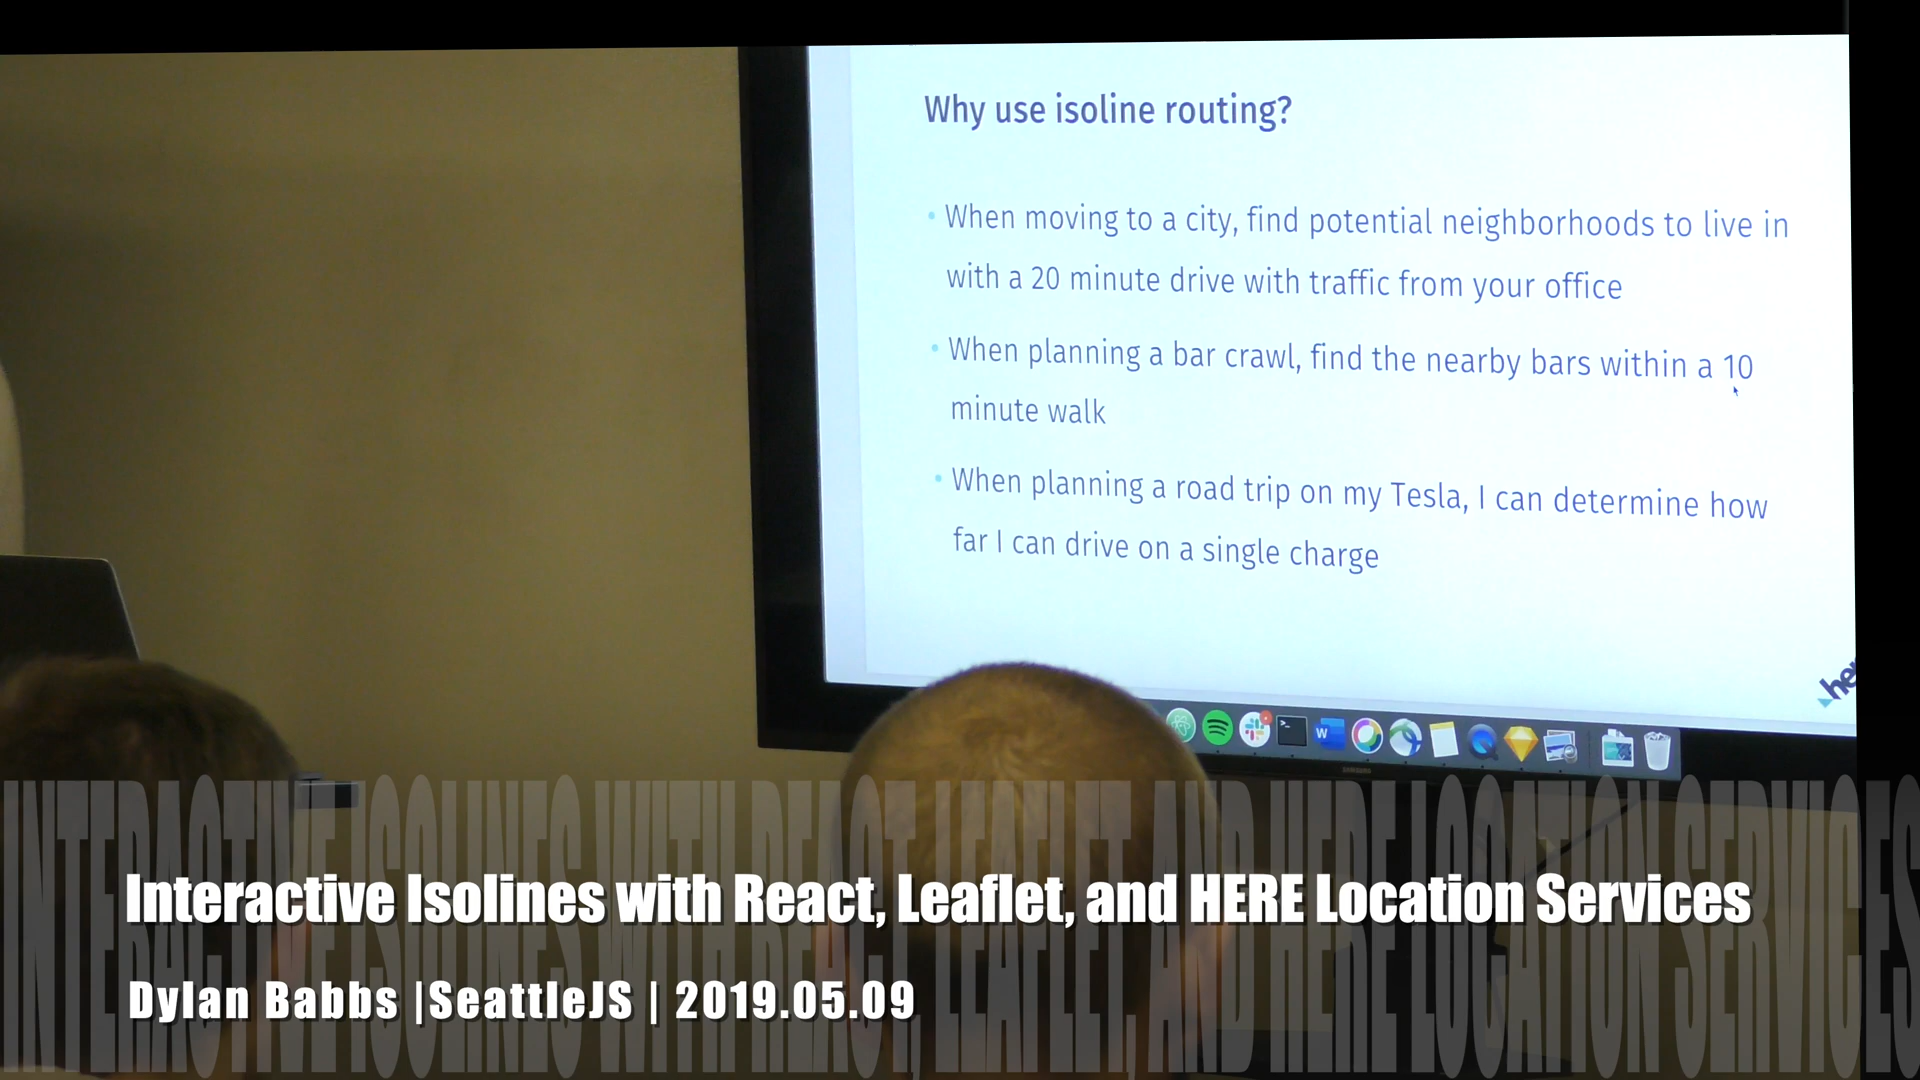 Why use isoline routing?
• When moving to a city, find potential neighborhoods to live in
with a 20 minute drive with traffic from your office
• When planning a bar crawl, find the nearby bars within a 10
minute walk
• When planning a road trip on my Tesla, I can determine how
far I can drive on a single charge
W
SAMSUNG
INTERACTIVE ISOLINES WITH REACT, LEAFLET, AND HERE LOCATION SERVICES
Interactive Isolines with React, Leaflet, and HERE Location Services
Dylan Babbs |SeattleJS | 2019.05.09